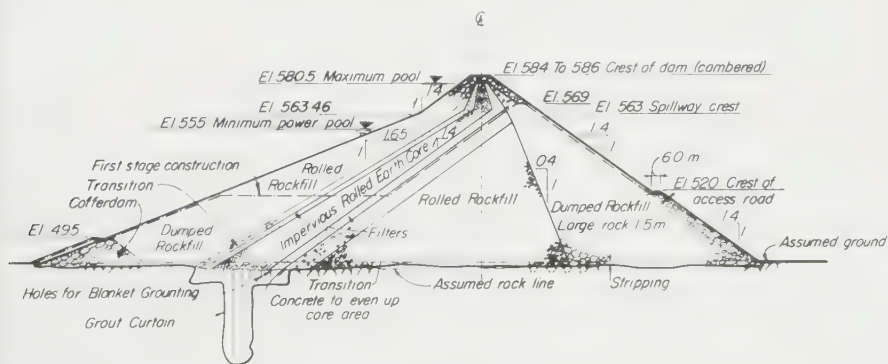 ℄
El 580.5 Maximum pool
El 584 To 586 Crest of dam (cambered)
El 563 46
El 569
El 563 Spillway crest
El 555 Minimum power pool
1.4
1
1.65
1
1.4
1.4
1
6.0 m
First stage construction
Transition
Cofferdam
Rolled
Rockfill
Impervious Rolled Earth Core
0.4
1
El 520 Crest of
access road
El 495
Dumped
Rockfill
Rolled Rockfill
Dumped Rockfill
Large rock 1.5m
1.4
1
Filters
Assumed ground
Holes for Blanket Grounting
Transition
Concrete to even up
core area
Assumed rock line
Stripping
Grout Curtain